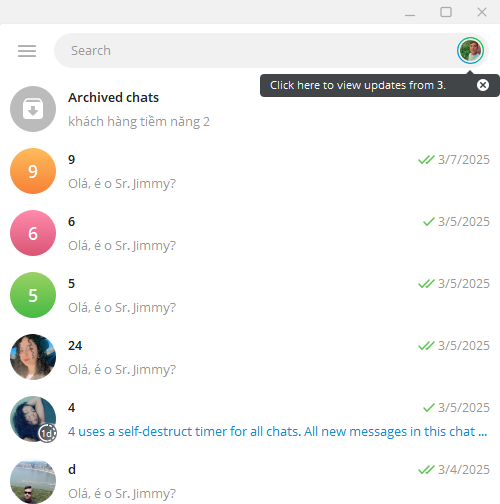 Search
Click here to view updates from 3.
Archived chats
khách hàng tiềm năng 2
9
9
3/7/2025
Olá, é o Sr. Jimmy?
6
6
3/5/2025
Olá, é o Sr. Jimmy?
5
5
3/5/2025
Olá, é o Sr. Jimmy?
24
3/5/2025
Olá, é o Sr. Jimmy?
4
3/5/2025
1d
4 uses a self-destruct timer for all chats. All new messages in this chat ...
d
3/4/2025
Olá, é o Sr. Jimmy?